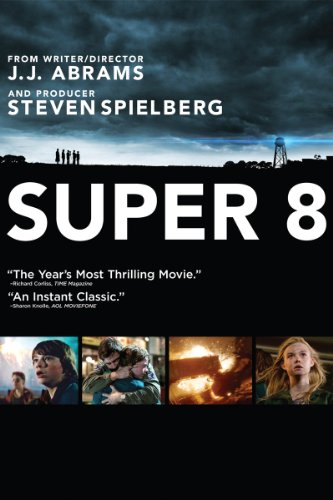 FROM WRITER/DIRECTOR
J.J. ABRAMS
AND PRODUCER
STEVEN SPIELBERG
SUPER 8
“The Year’s Most Thrilling Movie.”
-Richard Corliss, TIME Magazine
“An Instant Classic.”
-Sharon Knolle, AOL MOVIEFONE